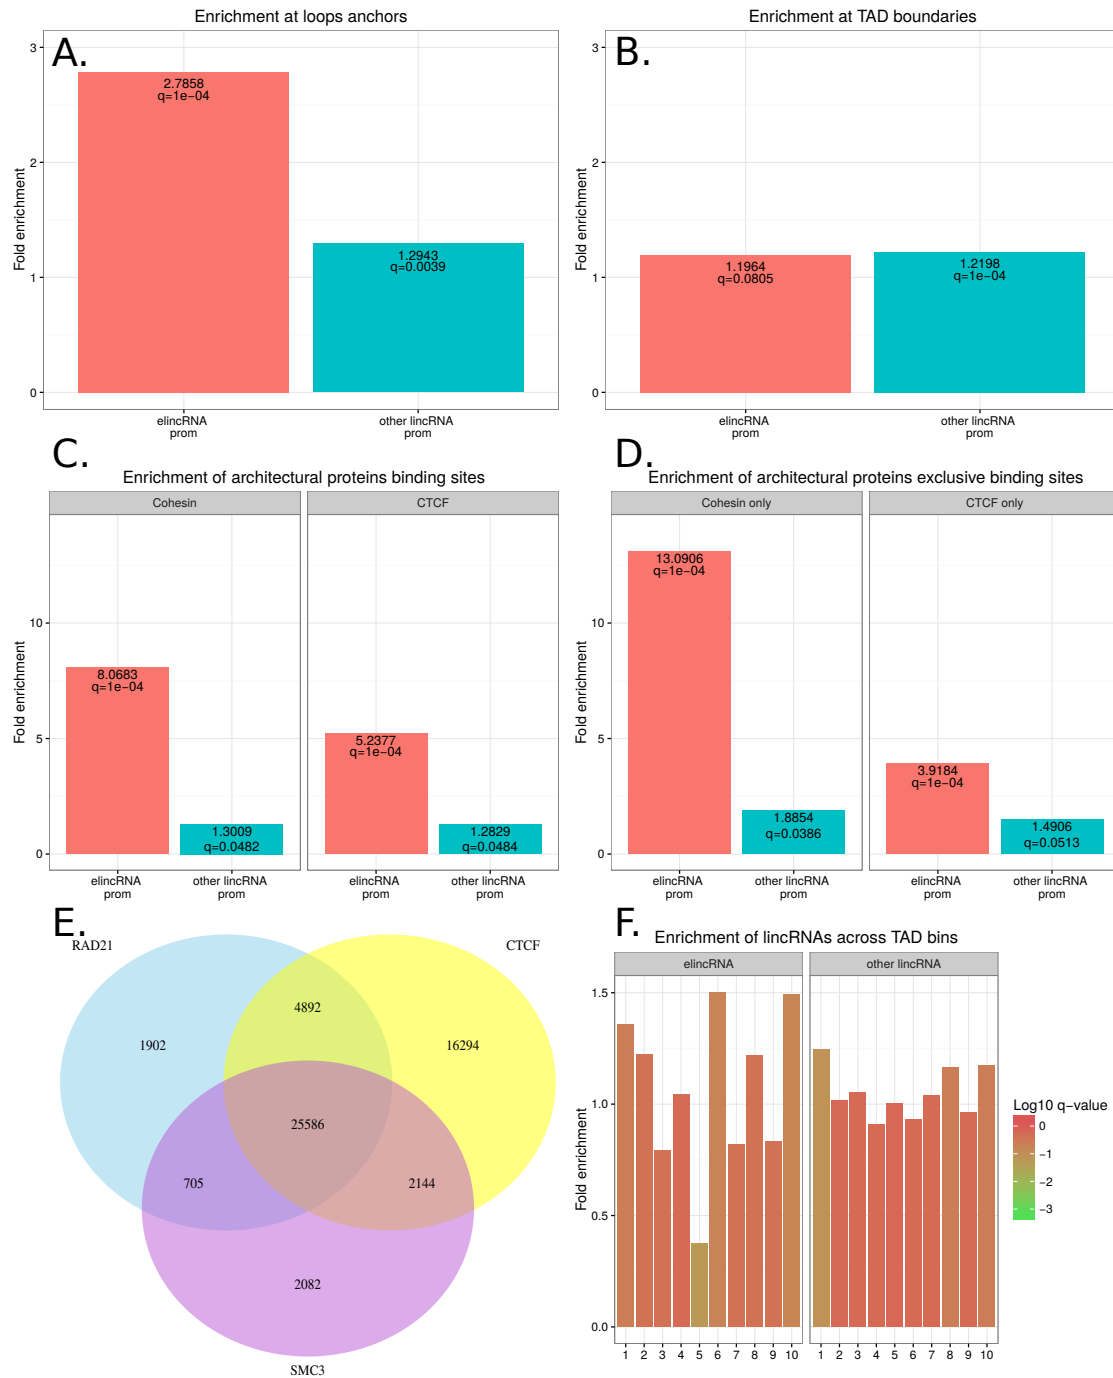 Enrichment at loops anchors
A.
3
2
1
0
Fold enrichment
2.7858
q=1e−04
1.2943
q=0.0039
elincRNA
prom
other lincRNA
prom
Enrichment at TAD boundaries
B.
3
2
1
0
Fold enrichment
1.1964
q=0.0805
1.2198
q=1e−04
elincRNA
prom
other lincRNA
prom
C.
Enrichment of architectural proteins binding sites
Cohesin
CTCF
10
5
0
Fold enrichment
8.0683
q=1e−04
1.3009
q=0.0482
5.2377
q=1e−04
1.2829
q=0.0484
elincRNA
prom
other lincRNA
prom
elincRNA
prom
other lincRNA
prom
D.
Enrichment of architectural proteins exclusive binding sites
Cohesin only
CTCF only
10
5
0
Fold enrichment
13.0906
q=1e−04
1.8854
q=0.0386
3.9184
q=1e−04
1.4906
q=0.0513
elincRNA
prom
other lincRNA
prom
elincRNA
prom
other lincRNA
prom
E.
RAD21
CTCF
4892
1902
16294
25586
705
2144
2082
SMC3
F.
Enrichment of lincRNAs across TAD bins
elincRNA
other lincRNA
1.5
1.0
0.5
0.0
Fold enrichment
1 2 3 4 5 6 7 8 9 10
1 2 3 4 5 6 7 8 9 10
Log10 q−value
0
−1
−2
−3